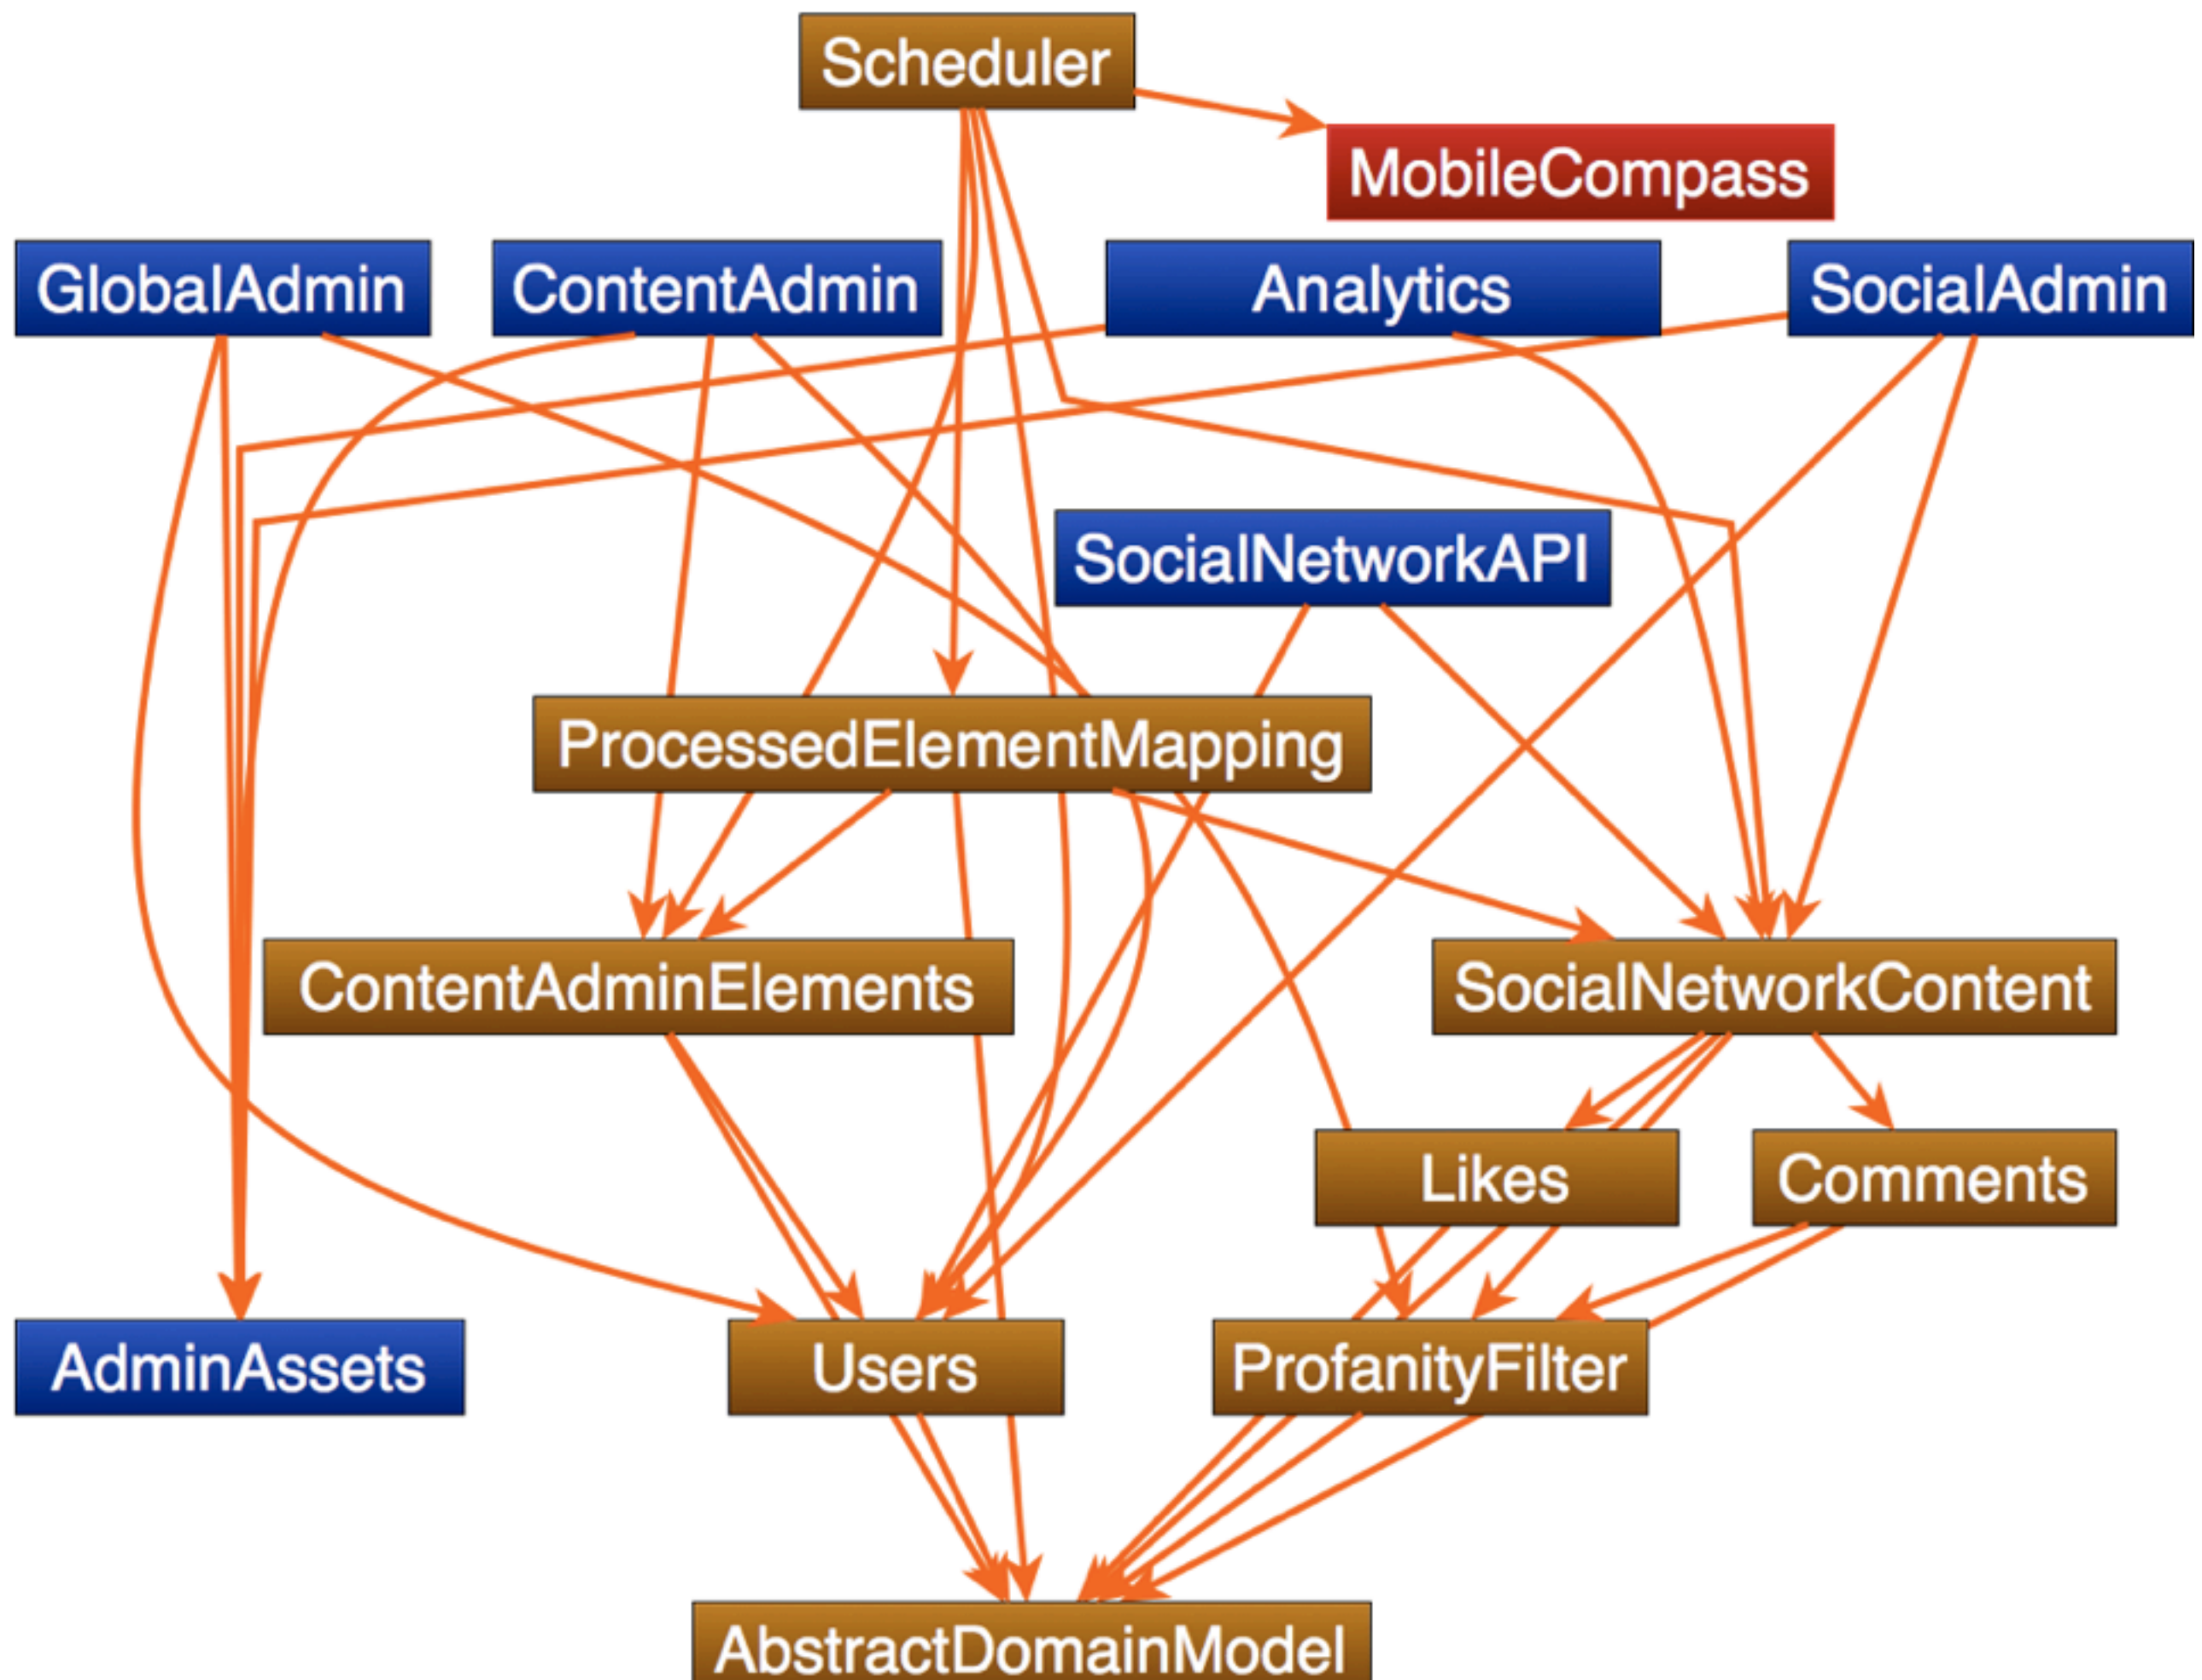 Scheduler
MobileCompass
GlobalAdmin
ContentAdmin
Analytics
SocialAdmin
SocialNetworkAPI
ProcessedElementMapping
ContentAdminElements
SocialNetworkContent
Likes
Comments
AdminAssets
Users
ProfanityFilter
AbstractDomainModel